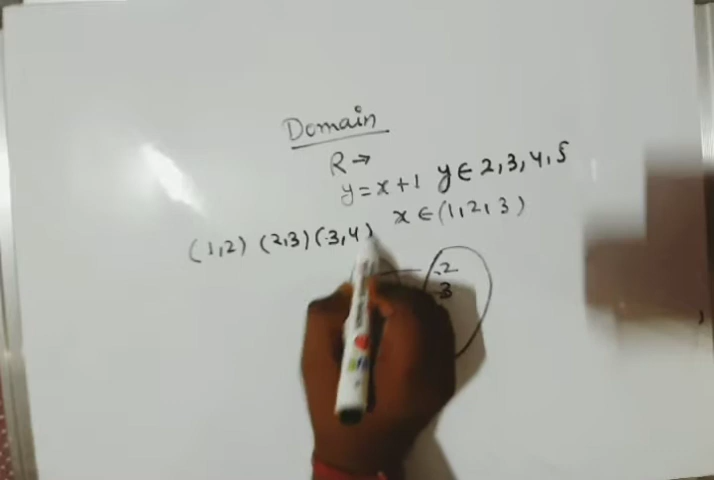 Domain
R →
y = x + 1 y ∈ 2, 3, 4, 5
x ∈ (1, 2, 3)
(1,2) (2,3) (3,4)
2
3